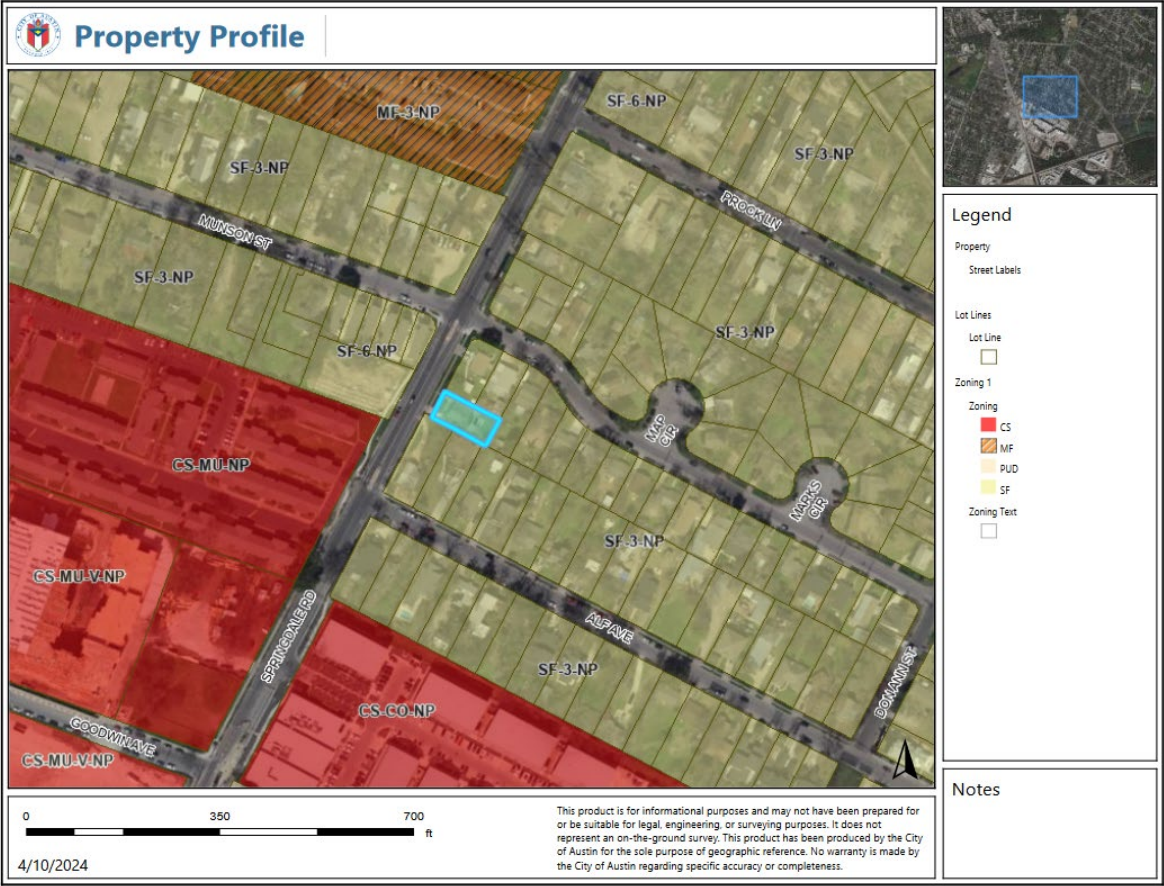 CITY OF AUSTIN
Property Profile
MF-3-NP
SF-6-NP
SF-3-NP
SF-3-NP
PROCK LN
MUNSON ST
SF-3-NP
SF-3-NP
SF-6-NP
MAP
CIR
CS-MU-NP
MARKS
CIR
SF-3-NP
CS-MU-V-NP
SPRINGDALE RD
ALF AVE
SF-3-NP
DON ANN ST
CS-CO-NP
GOODWIN AVE
CS-MU-V-NP
Legend
Property
Street Labels
Lot Lines
Lot Line
Zoning 1
Zoning
CS
MF
PUD
SF
Zoning Text
Notes
0 350 700
ft
4/10/2024
This product is for informational purposes and may not have been prepared for
or be suitable for legal, engineering, or surveying purposes. It does not
represent an on-the-ground survey. This product has been produced by the City
of Austin for the sole purpose of geographic reference. No warranty is made by
the City of Austin regarding specific accuracy or completeness.